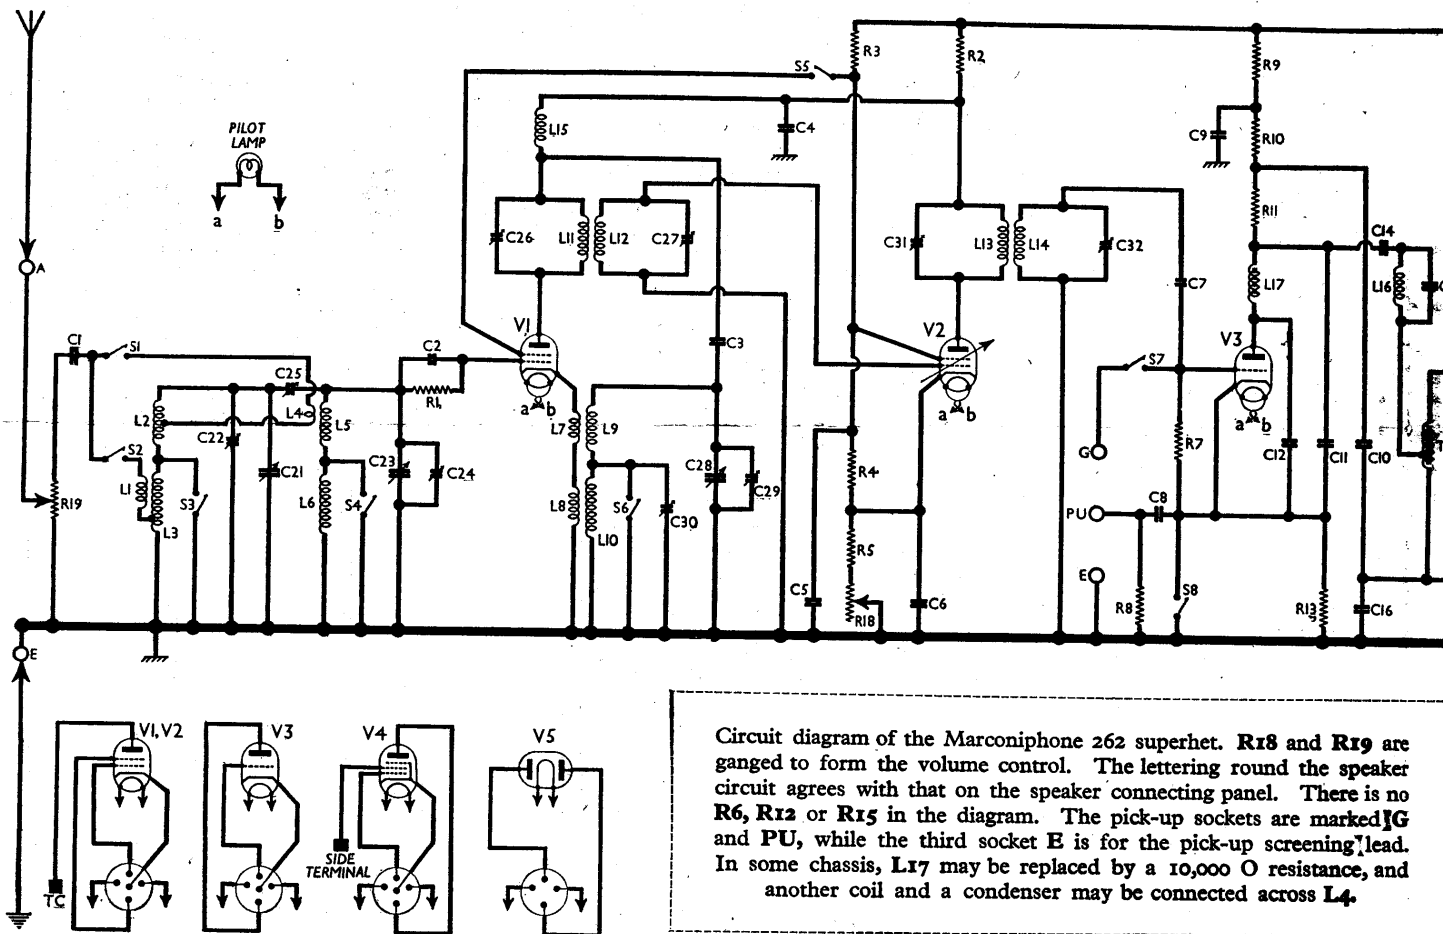 R3
R2
R9
S5
PILOT
LAMP
L15
C4
C9
R10
a
b
R11
C26
L11
L12
C27
C31
L13
L14
C32
C14
A
C7
L17
L16
C
V1
V2
V3
C1
S1
C2
C3
S7
C25
R1
a
b
a
b
a
b
L2
L4
L5
C22
L7
L9
R7
S2
C21
C23
C24
C28
C29
R4
G
C12
C11
C10
R19
L1
S3
L6
S4
L8
S6
C30
C8
PU
L3
L10
R5
E
C5
R18
C6
R8
S8
R13
C16
E
V1, V2
V3
V4
V5
SIDE
TERMINAL
TC
Circuit diagram of the Marconiphone 262 superhet. R18 and R19 are
ganged to form the volume control. The lettering round the speaker
circuit agrees with that on the speaker connecting panel. There is no
R6, R12 or R15 in the diagram. The pick-up sockets are marked G
and PU, while the third socket E is for the pick-up screening lead.
In some chassis, L17 may be replaced by a 10,000 O resistance, and
another coil and a condenser may be connected across L4.